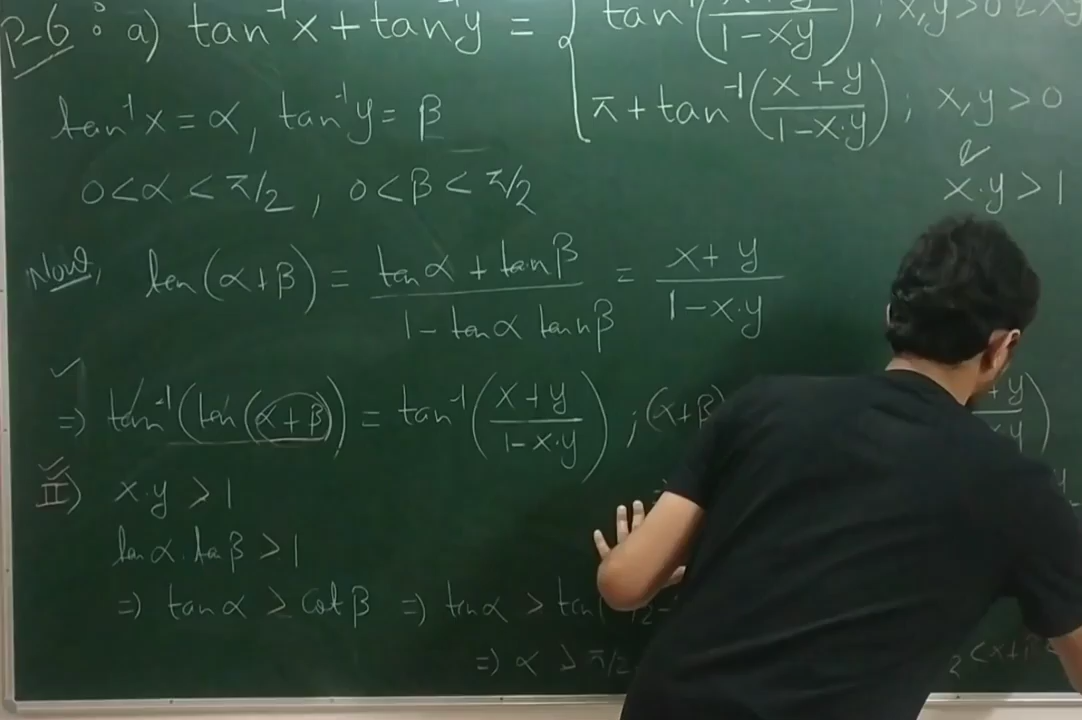 P-6 : a) tan⁻¹x + tan⁻¹y = { tan⁻¹((x+y)/(1-xy)) ; x,y>0 & xy
π + tan⁻¹((x+y)/(1-x·y)) ; x,y > 0
&
x·y > 1
tan⁻¹x = α, tan⁻¹y = β
0<α<π/2 , 0<β<π/2
Now, tan(α+β) = (tanα + tanβ)/(1 - tanα tanβ) = (x+y)/(1-x·y)
⇒ tan⁻¹(tan(α+β)) = tan⁻¹((x+y)/(1-x·y)) ; (α+β)
II) x·y > 1
tanα·tanβ > 1
⇒ tanα > Cotβ ⇒ tanα > tan(
⇒ α > π/2